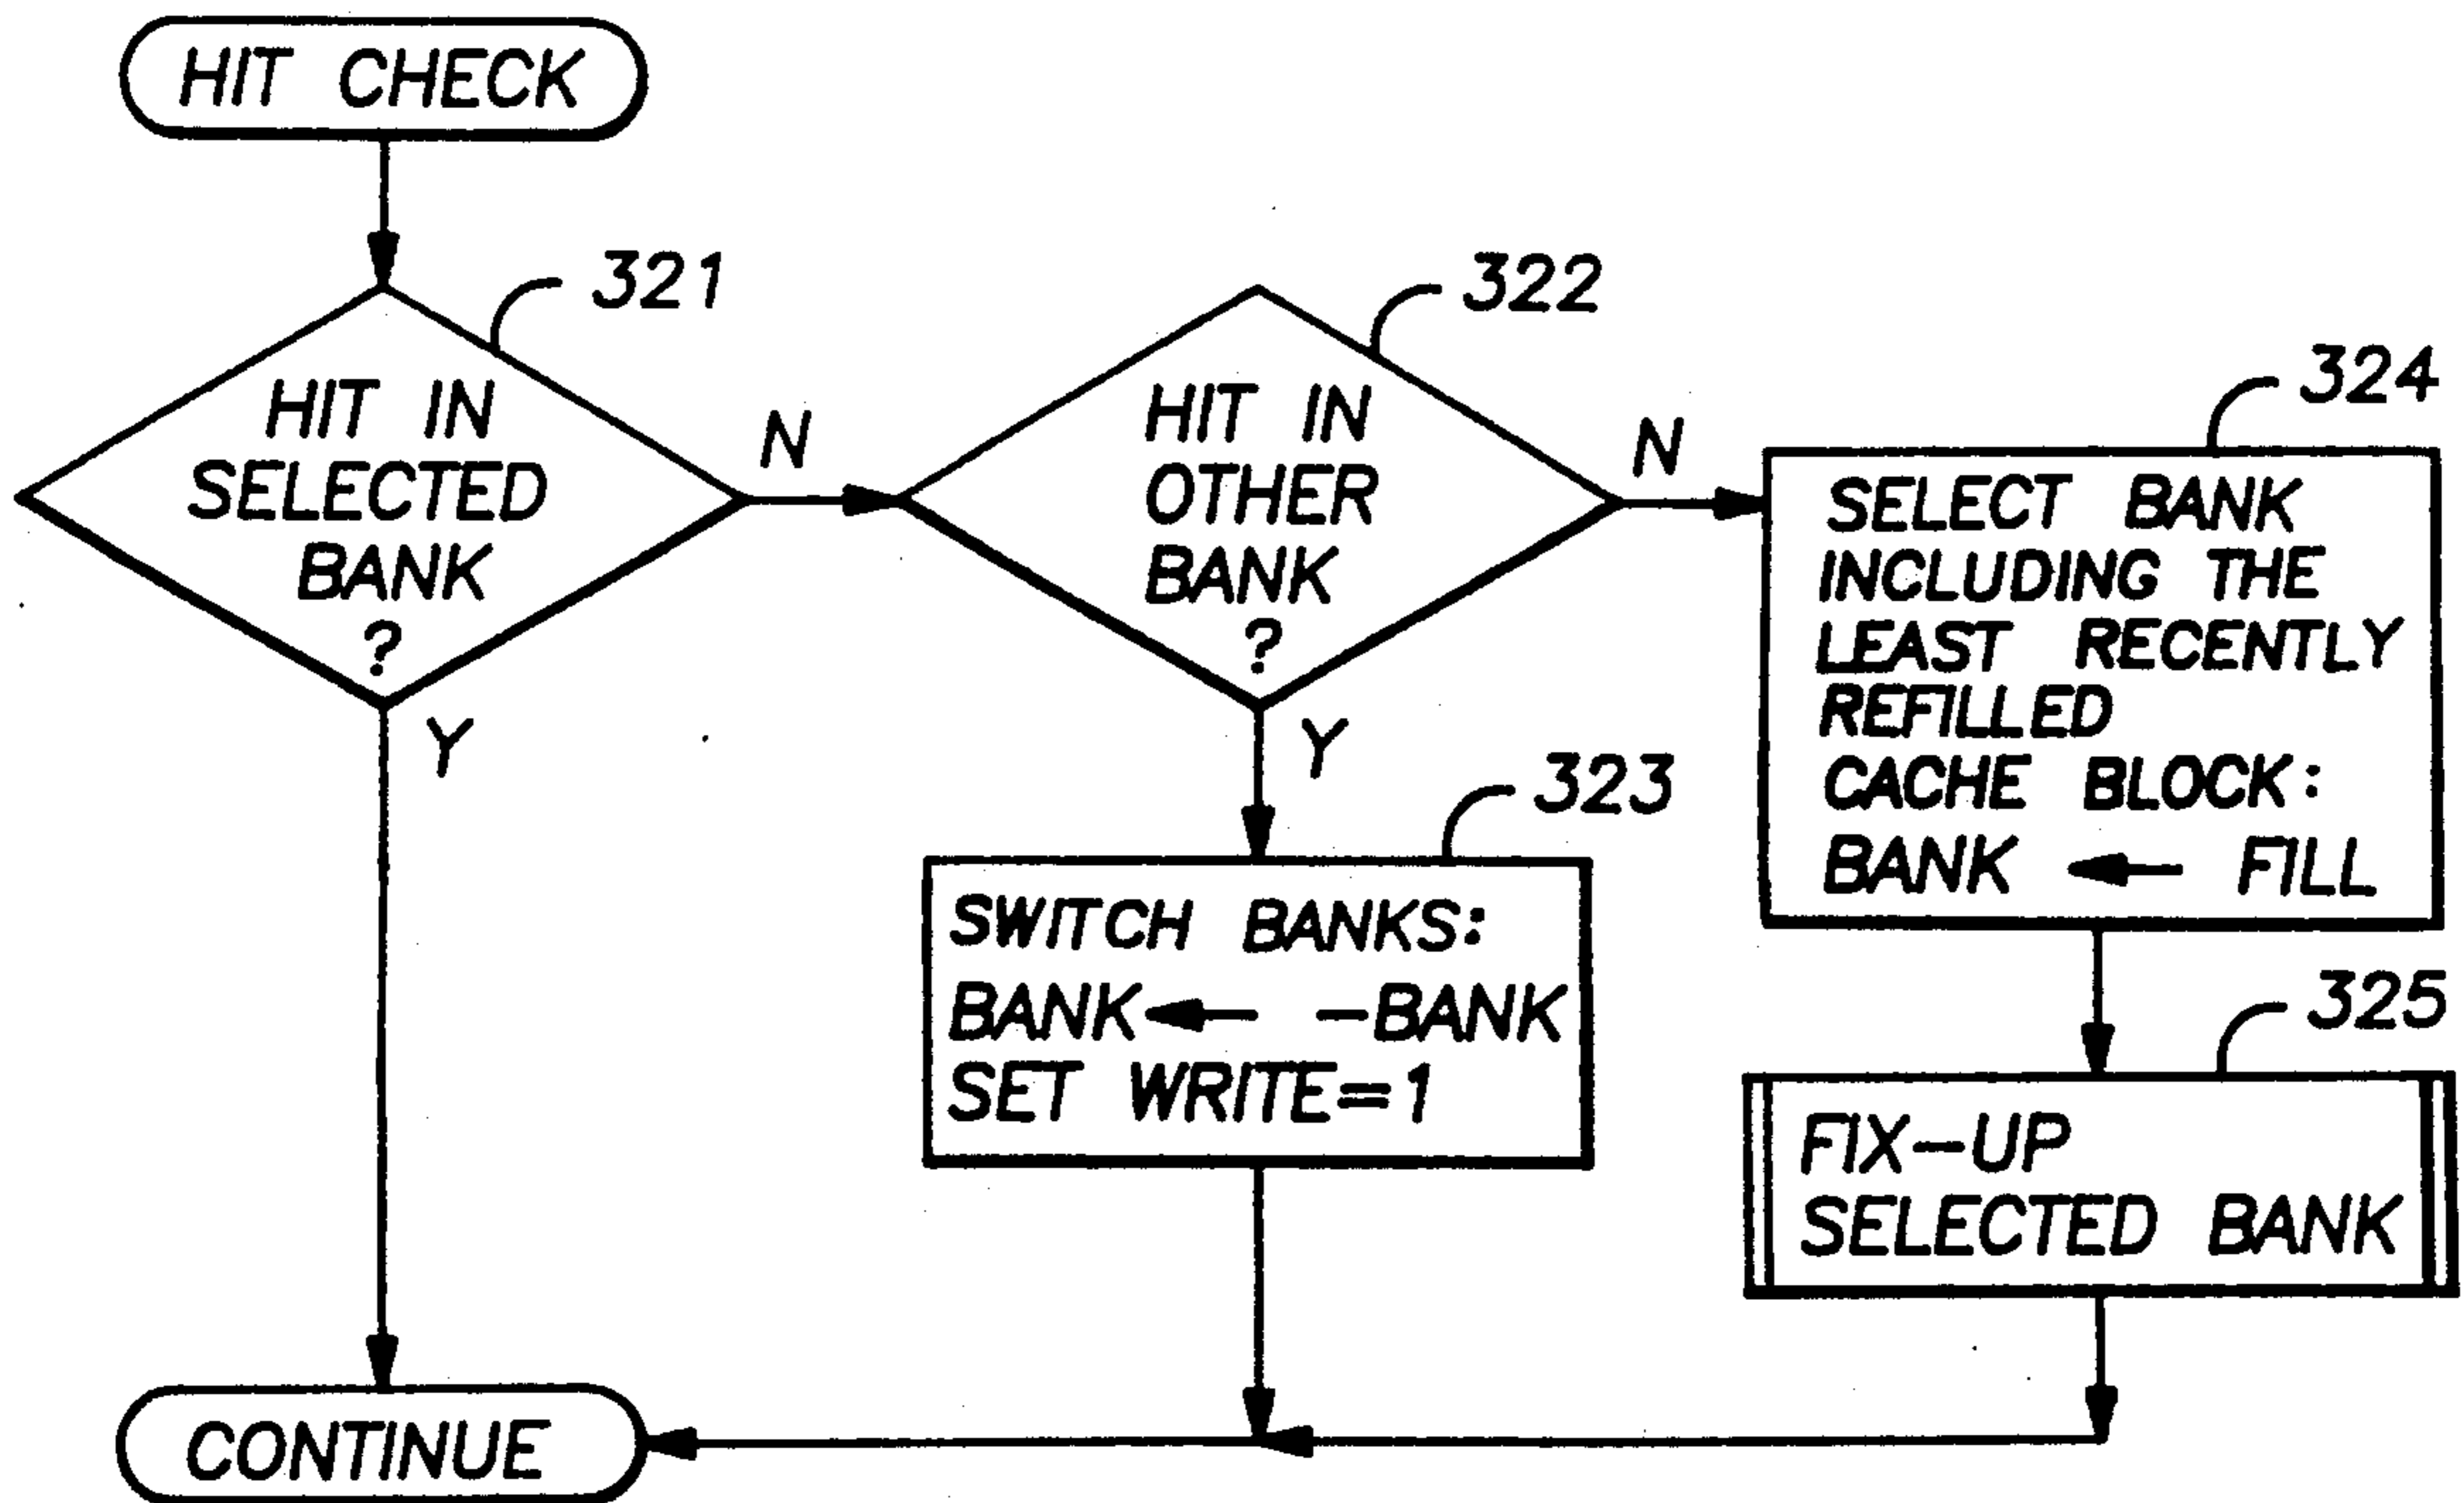 HIT CHECK
321
HIT IN
SELECTED
BANK
?
N
Y
322
HIT IN
OTHER
BANK
?
N
Y
323
SWITCH BANKS:
BANK ← -BANK
SET WRITE=1
324
SELECT BANK
INCLUDING THE
LEAST RECENTLY
REFILLED
CACHE BLOCK:
BANK ← FILL
325
FIX-UP
SELECTED BANK
CONTINUE